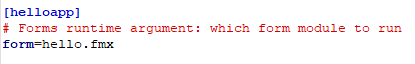 [helloapp]
# Forms runtime argument: which form module to run
form=hello.fmx